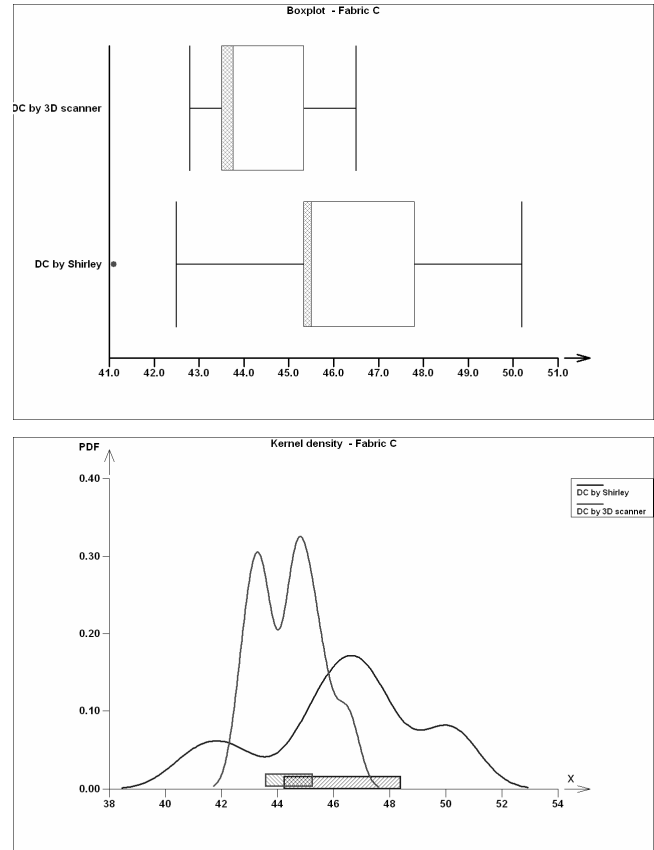 Boxplot - Fabric C
DC by 3D scanner
DC by Shirley
41.0 42.0 43.0 44.0 45.0 46.0 47.0 48.0 49.0 50.0 51.0
Kernel density - Fabric C
PDF
0.40
DC by Shirley
DC by 3D scanner
0.30
0.20
0.10
X
0.00
38 40 42 44 46 48 50 52 54